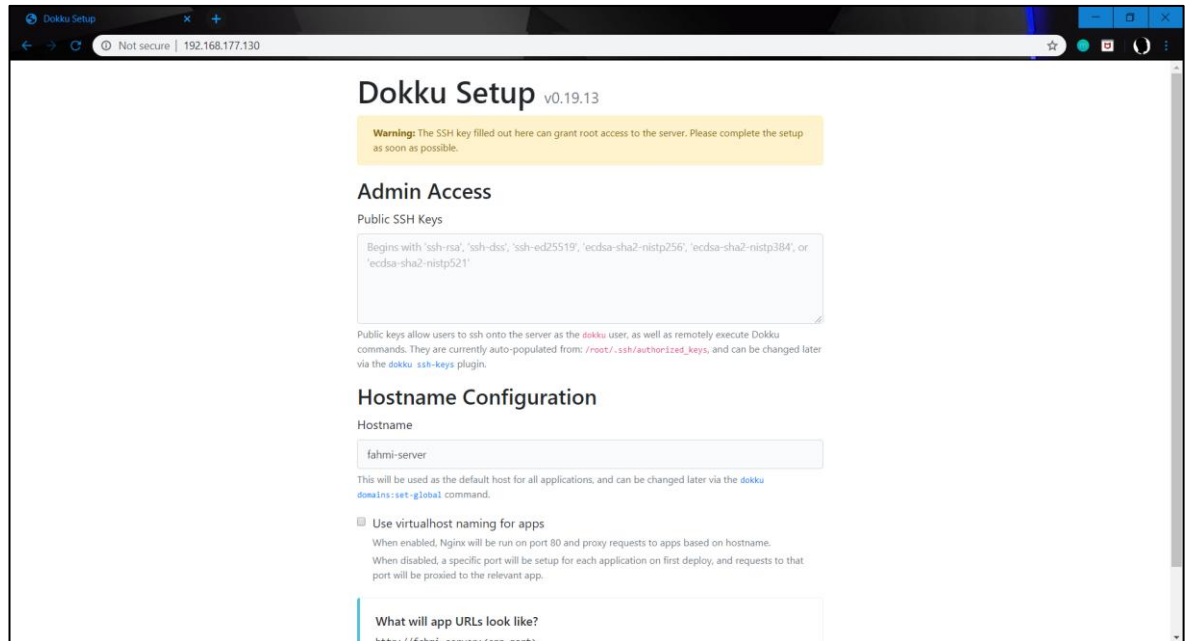 Dokku Setup
Not secure | 192.168.177.130
Dokku Setup v0.19.13
Warning: The SSH key filled out here can grant root access to the server. Please complete the setup
as soon as possible.
Admin Access
Public SSH Keys
Begins with 'ssh-rsa', 'ssh-dss', 'ssh-ed25519', 'ecdsa-sha2-nistp256', 'ecdsa-sha2-nistp384', or
'ecdsa-sha2-nistp521'
Public keys allow users to ssh onto the server as the dokku user, as well as remotely execute Dokku
commands. They are currently auto-populated from: /root/.ssh/authorized_keys, and can be changed later
via the dokku ssh-keys plugin.
Hostname Configuration
Hostname
fahmi-server
This will be used as the default host for all applications, and can be changed later via the dokku
domains:set-global command.
Use virtualhost naming for apps
When enabled, Nginx will be run on port 80 and proxy requests to apps based on hostname.
When disabled, a specific port will be setup for each application on first deploy, and requests to that
port will be proxied to the relevant app.
What will app URLs look like?